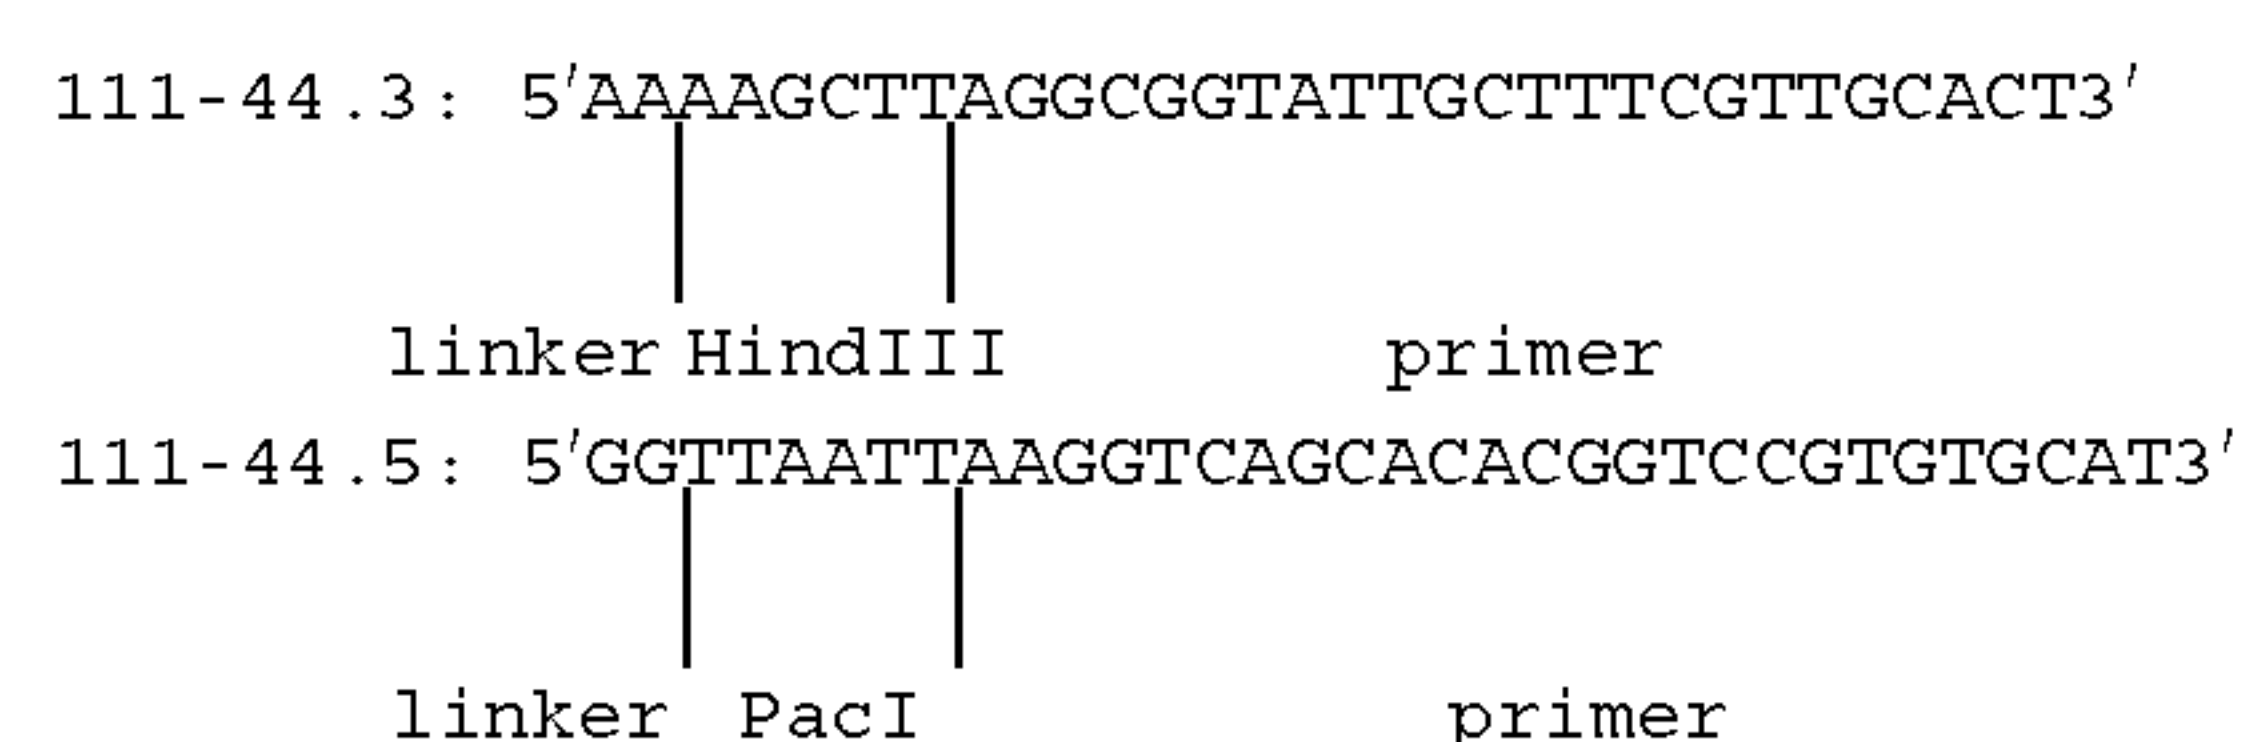 111-44.3: 5'AAAAGCTTAGGCGGTATTGCTTTCGTTGCACT3'
linker HindIII primer
111-44.5: 5'GGTTAATTAAGGTCAGCACACGGTCCGTGTGCAT3'
linker PacI primer